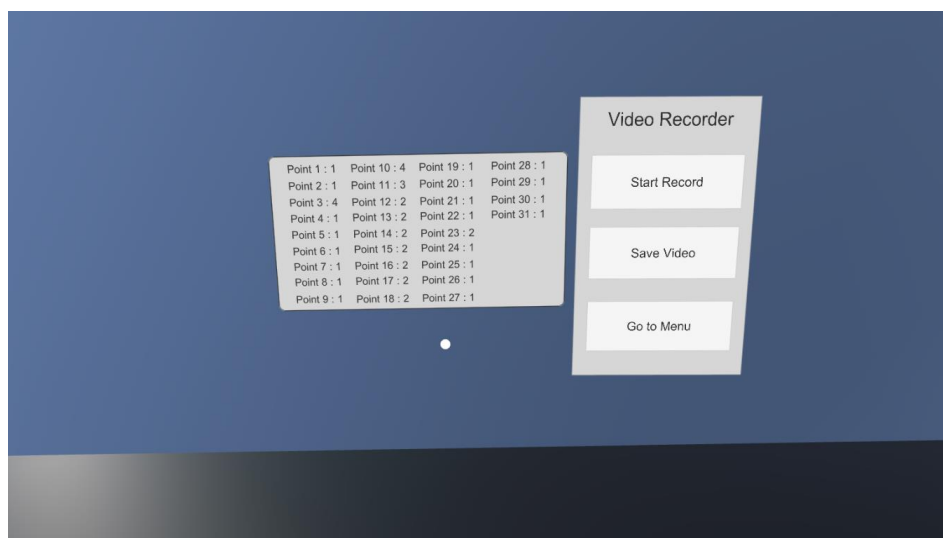 Video Recorder
Point 1 : 1 Point 10 : 4 Point 19 : 1 Point 28 : 1
Point 2 : 1 Point 11 : 3 Point 20 : 1 Point 29 : 1
Point 3 : 4 Point 12 : 2 Point 21 : 1 Point 30 : 1
Point 4 : 1 Point 13 : 2 Point 22 : 1 Point 31 : 1
Point 5 : 1 Point 14 : 2 Point 23 : 2
Point 6 : 1 Point 15 : 2 Point 24 : 1
Point 7 : 1 Point 16 : 2 Point 25 : 1
Point 8 : 1 Point 17 : 2 Point 26 : 1
Point 9 : 1 Point 18 : 2 Point 27 : 1
Start Record
Save Video
Go to Menu